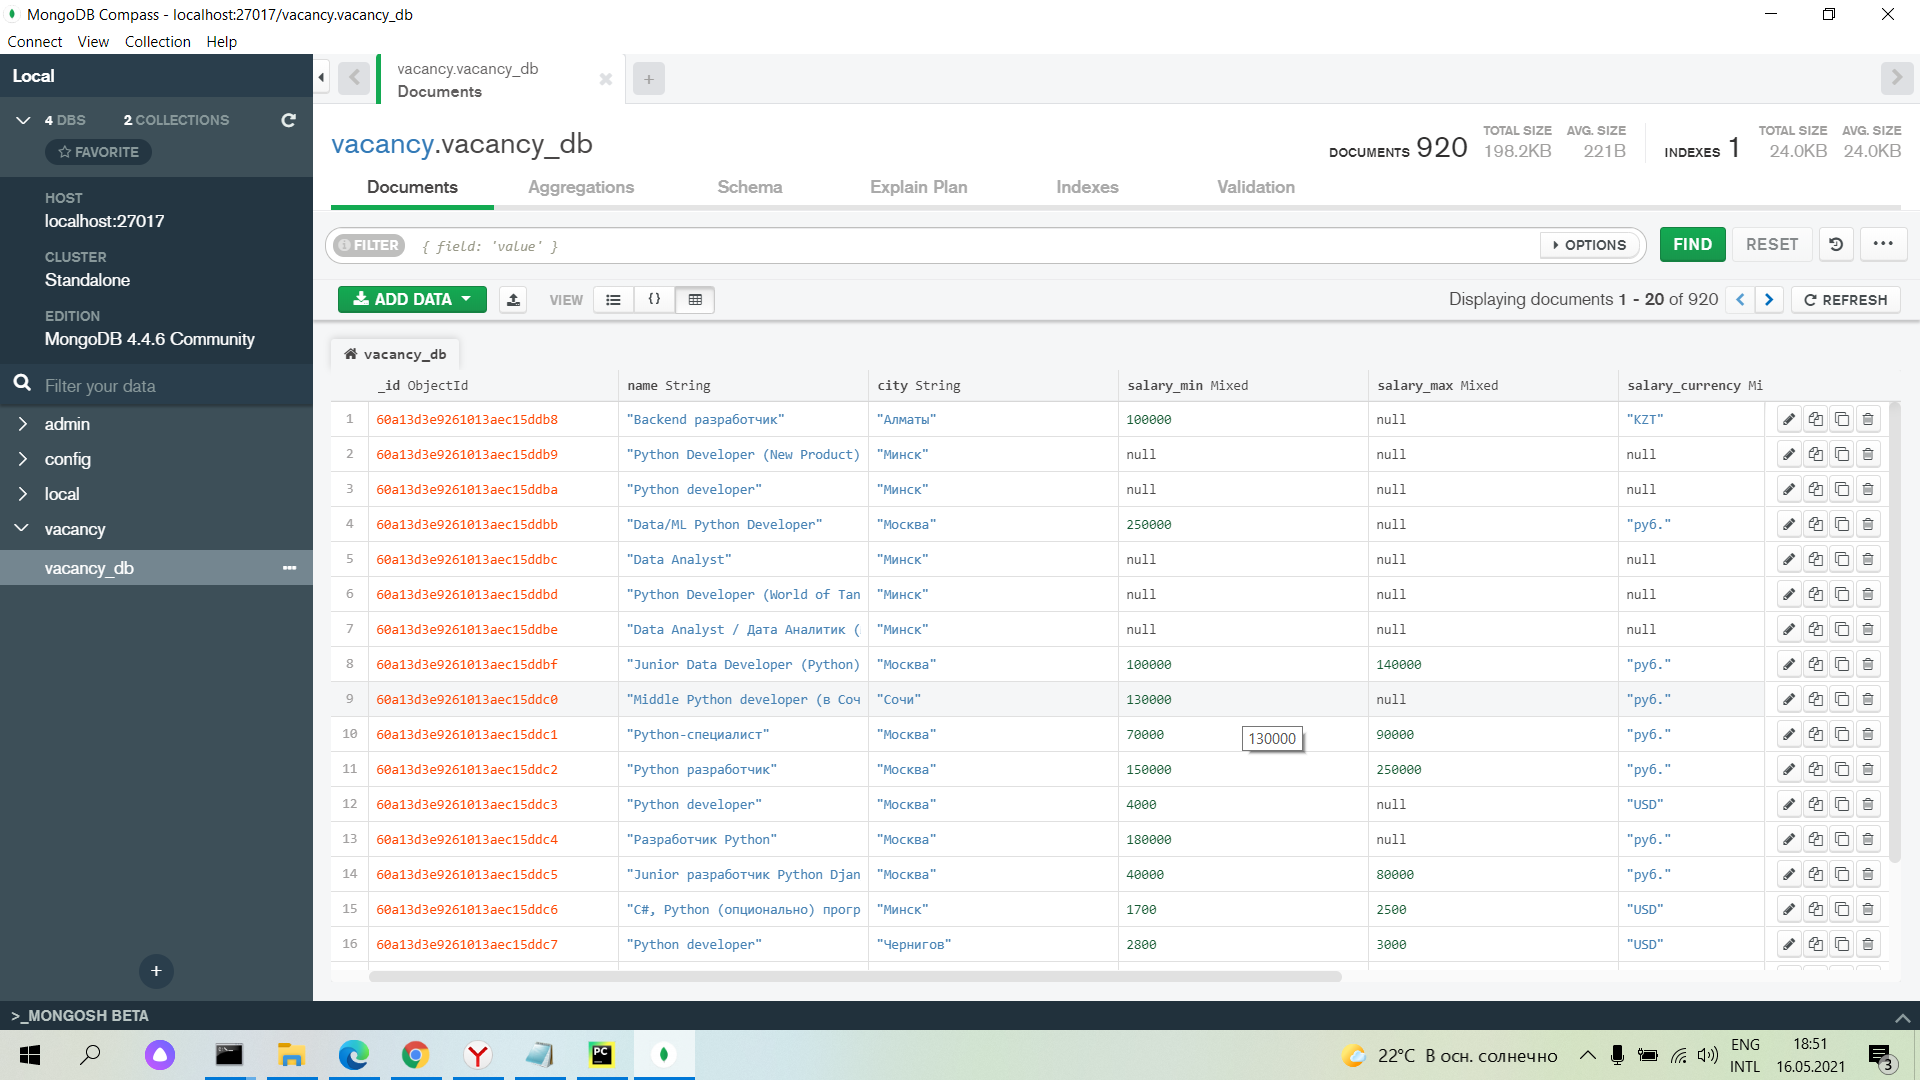 MongoDB Compass - localhost:27017/vacancy.vacancy_db
Connect View Collection Help
Local
4 DBS 2 COLLECTIONS
FAVORITE
HOST
localhost:27017
CLUSTER
Standalone
EDITION
MongoDB 4.4.6 Community
Filter your data
admin
config
local
vacancy
vacancy_db
vacancy.vacancy_db
Documents
vacancy.vacancy_db
DOCUMENTS 920 TOTAL SIZE 198.2KB AVG. SIZE 221B INDEXES 1 TOTAL SIZE 24.0KB AVG. SIZE 24.0KB
Documents Aggregations Schema Explain Plan Indexes Validation
FILTER { field: 'value' } OPTIONS FIND RESET
ADD DATA VIEW {} Displaying documents 1 - 20 of 920 REFRESH
vacancy_db
_id ObjectId name String city String salary_min Mixed salary_max Mixed salary_currency Mi
1 60a13d3e9261013aec15ddb8 "Backend разработчик" "Алматы" 100000 null "KZT"
2 60a13d3e9261013aec15ddb9 "Python Developer (New Product) "Минск" null null null
3 60a13d3e9261013aec15ddba "Python developer" "Минск" null null null
4 60a13d3e9261013aec15ddbb "Data/ML Python Developer" "Москва" 250000 null "руб."
5 60a13d3e9261013aec15ddbc "Data Analyst" "Минск" null null null
6 60a13d3e9261013aec15ddbd "Python Developer (World of Tan "Минск" null null null
7 60a13d3e9261013aec15ddbe "Data Analyst / Дата Аналитик ( "Минск" null null null
8 60a13d3e9261013aec15ddbf "Junior Data Developer (Python) "Москва" 100000 140000 "руб."
9 60a13d3e9261013aec15ddc0 "Middle Python developer (в Соч "Сочи" 130000 null "руб."
10 60a13d3e9261013aec15ddc1 "Python-специалист" "Москва" 70000 90000 "руб."
130000
11 60a13d3e9261013aec15ddc2 "Python разработчик" "Москва" 150000 250000 "руб."
12 60a13d3e9261013aec15ddc3 "Python developer" "Москва" 4000 null "USD"
13 60a13d3e9261013aec15ddc4 "Разработчик Python" "Москва" 180000 null "руб."
14 60a13d3e9261013aec15ddc5 "Junior разработчик Python Djan "Москва" 40000 80000 "руб."
15 60a13d3e9261013aec15ddc6 "C#, Python (опционально) прогр "Минск" 1700 2500 "USD"
16 60a13d3e9261013aec15ddc7 "Python developer" "Чернигов" 2800 3000 "USD"
>_MONGOSH BETA
22°C В осн. солнечно
ENG
INTL
18:51
16.05.2021
3